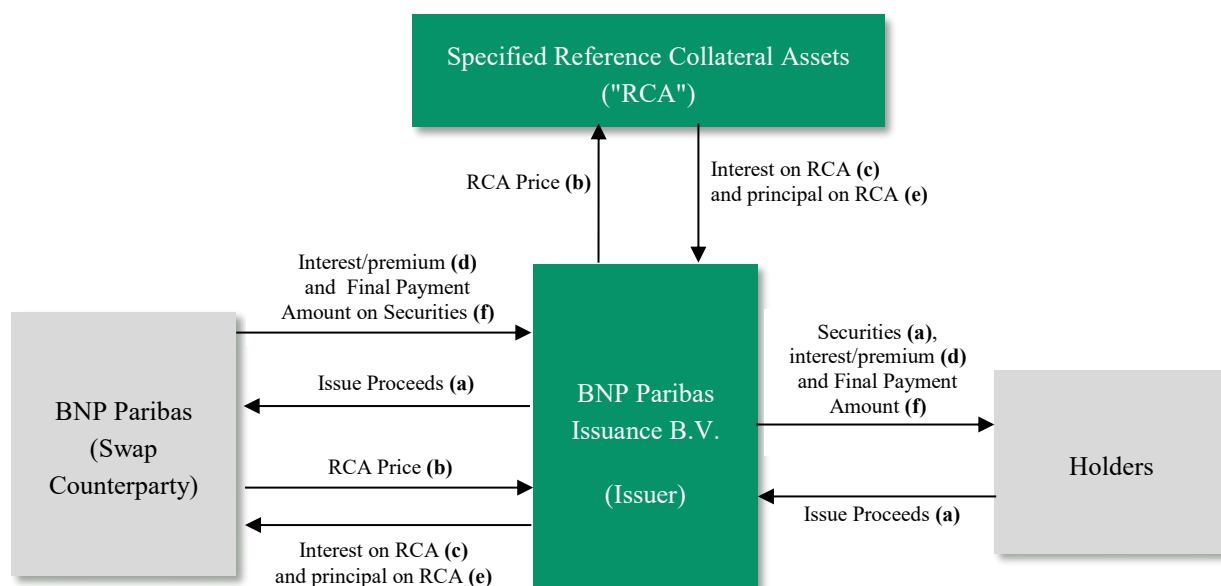 Specified Reference Collateral Assets
("RCA")
RCA Price (b)
Interest on RCA (c)
and principal on RCA (e)
Interest/premium (d)
and Final Payment
Amount on Securities (f)
Issue Proceeds (a)
RCA Price (b)
Interest on RCA (c)
and principal on RCA (e)
BNP Paribas
(Swap
Counterparty)
BNP Paribas
Issuance B.V.
(Issuer)
Securities (a),
interest/premium (d)
and Final Payment
Amount (f)
Issue Proceeds (a)
Holders